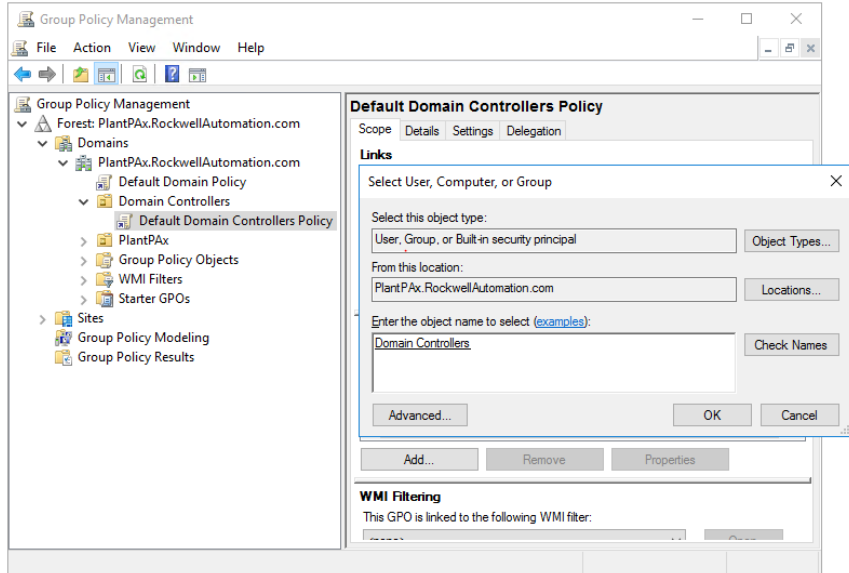 Group Policy Management
File Action View Window Help
Group Policy Management
Forest: PlantPAx.RockwellAutomation.com
Domains
PlantPAx.RockwellAutomation.com
Default Domain Policy
Domain Controllers
Default Domain Controllers Policy
PlantPAx
Group Policy Objects
WMI Filters
Starter GPOs
Sites
Group Policy Modeling
Group Policy Results
Default Domain Controllers Policy
Scope Details Settings Delegation
Links
Select User, Computer, or Group
Select this object type:
User, Group, or Built-in security principal Object Types...
From this location:
PlantPAx.RockwellAutomation.com Locations...
Enter the object name to select (examples):
Domain Controllers Check Names
Advanced... OK Cancel
Add... Remove Properties
WMI Filtering
This GPO is linked to the following WMI filter: